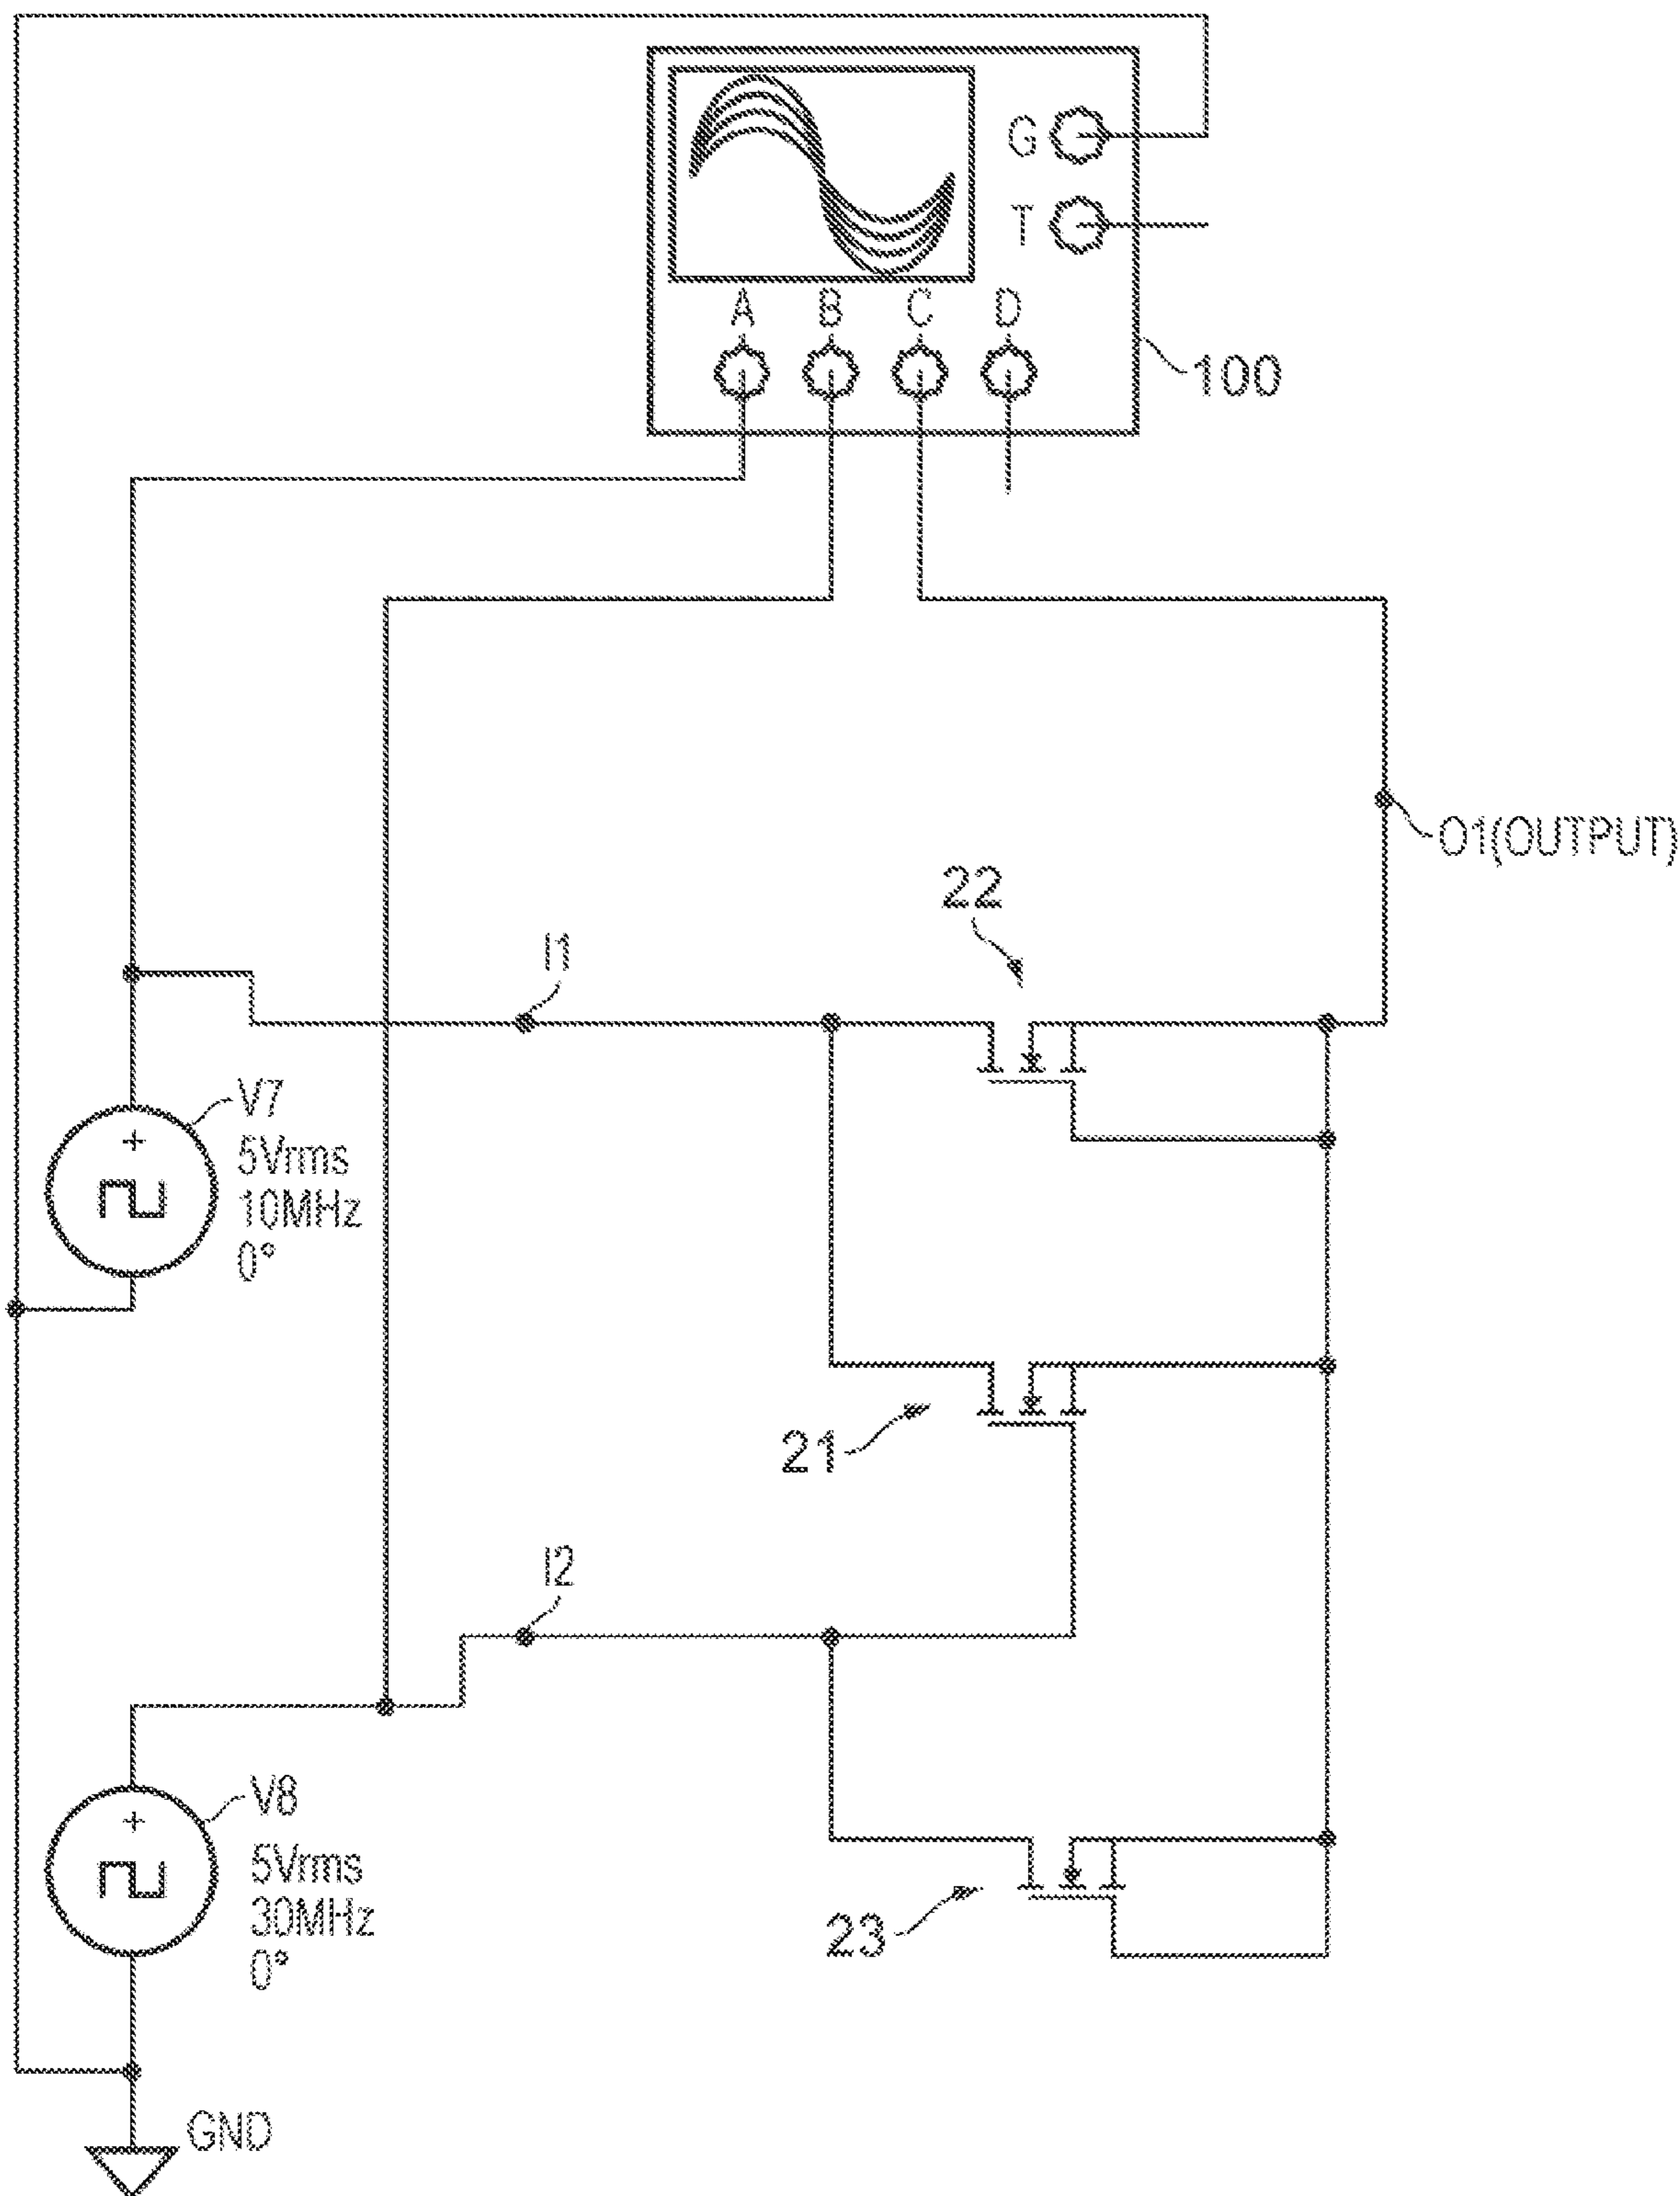 G
T
A B C D
100
O1(OUTPUT)
22
I1
V7
+
5Vrms
10MHz
0°
21
I2
V8
+
5Vrms
30MHz
0°
23
GND